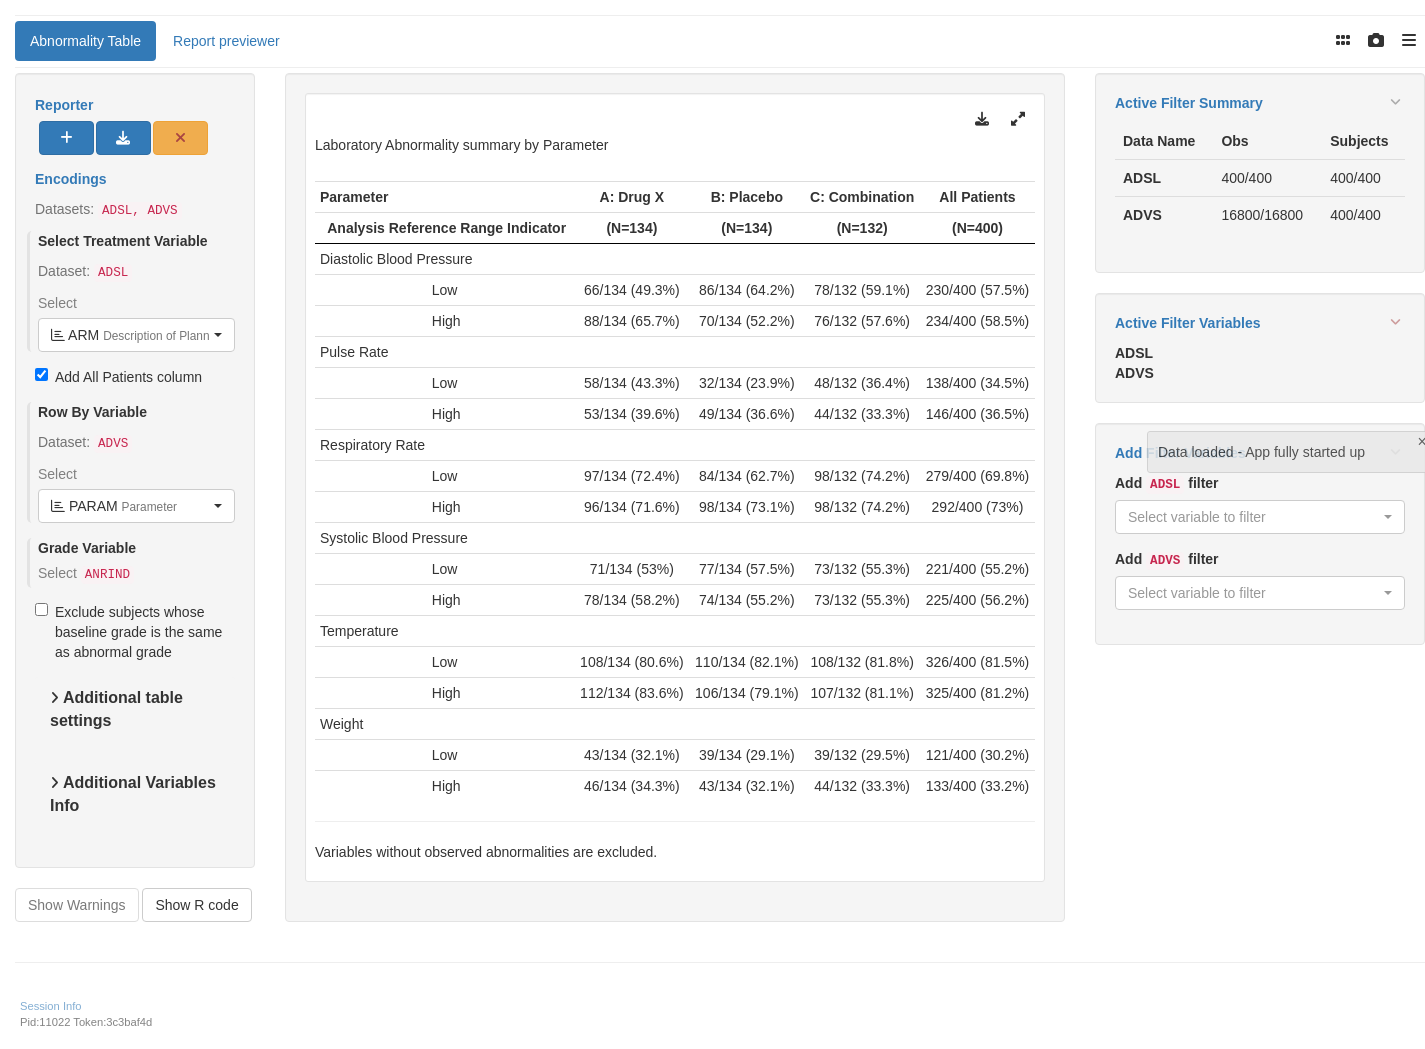 Abnormality Table
Report previewer
Reporter
Encodings
Datasets: ADSL, ADVS
Select Treatment Variable
Dataset: ADSL
Select
ARM Description of Plann
Add All Patients column
Row By Variable
Dataset: ADVS
Select
PARAM Parameter
Grade Variable
Select ANRIND
Exclude subjects whose
baseline grade is the same
as abnormal grade
Additional table
settings
Additional Variables
Info
Show Warnings
Show R code
Laboratory Abnormality summary by Parameter
Parameter A: Drug X B: Placebo C: Combination All Patients
Analysis Reference Range Indicator (N=134) (N=134) (N=132) (N=400)
Diastolic Blood Pressure
Low 66/134 (49.3%) 86/134 (64.2%) 78/132 (59.1%) 230/400 (57.5%)
High 88/134 (65.7%) 70/134 (52.2%) 76/132 (57.6%) 234/400 (58.5%)
Pulse Rate
Low 58/134 (43.3%) 32/134 (23.9%) 48/132 (36.4%) 138/400 (34.5%)
High 53/134 (39.6%) 49/134 (36.6%) 44/132 (33.3%) 146/400 (36.5%)
Respiratory Rate
Low 97/134 (72.4%) 84/134 (62.7%) 98/132 (74.2%) 279/400 (69.8%)
High 96/134 (71.6%) 98/134 (73.1%) 98/132 (74.2%) 292/400 (73%)
Systolic Blood Pressure
Low 71/134 (53%) 77/134 (57.5%) 73/132 (55.3%) 221/400 (55.2%)
High 78/134 (58.2%) 74/134 (55.2%) 73/132 (55.3%) 225/400 (56.2%)
Temperature
Low 108/134 (80.6%) 110/134 (82.1%) 108/132 (81.8%) 326/400 (81.5%)
High 112/134 (83.6%) 106/134 (79.1%) 107/132 (81.1%) 325/400 (81.2%)
Weight
Low 43/134 (32.1%) 39/134 (29.1%) 39/132 (29.5%) 121/400 (30.2%)
High 46/134 (34.3%) 43/134 (32.1%) 44/132 (33.3%) 133/400 (33.2%)
Variables without observed abnormalities are excluded.
Active Filter Summary
Data Name Obs Subjects
ADSL 400/400 400/400
ADVS 16800/16800 400/400
Active Filter Variables
ADSL
ADVS
Add
Data loaded - App fully started up
×
Add ADSL filter
Select variable to filter
Add ADVS filter
Select variable to filter
Session Info
Pid:11022 Token:3c3baf4d